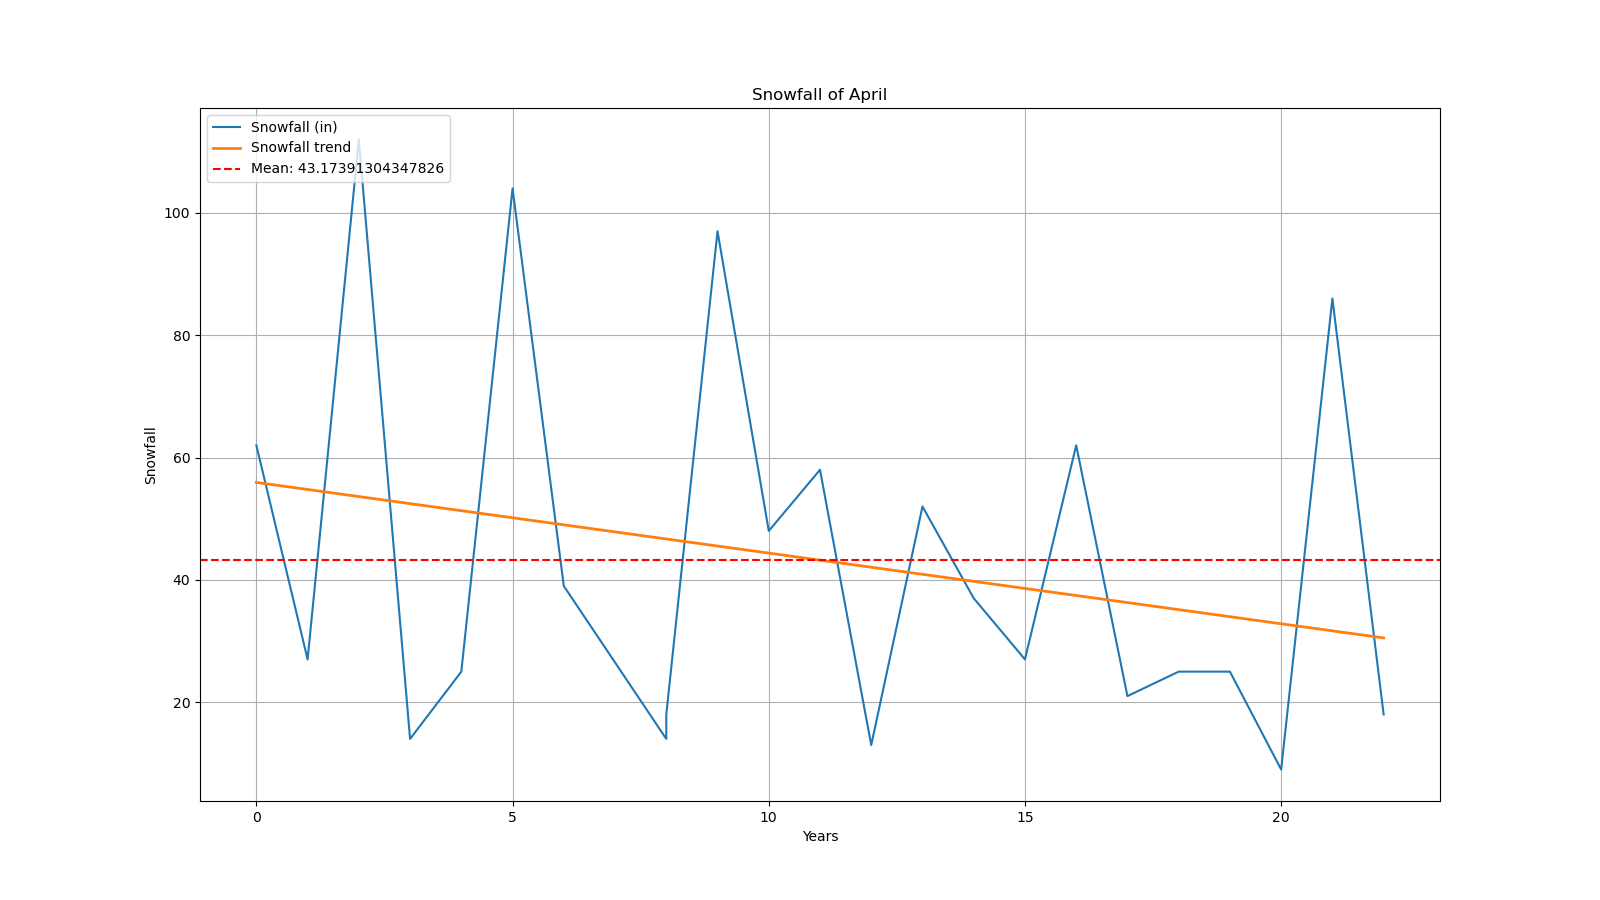 Snowfall of April
Snowfall (in)
Snowfall trend
Mean: 43.17391304347826
100
80
60
40
20
Snowfall
0 5 10 15 20
Years